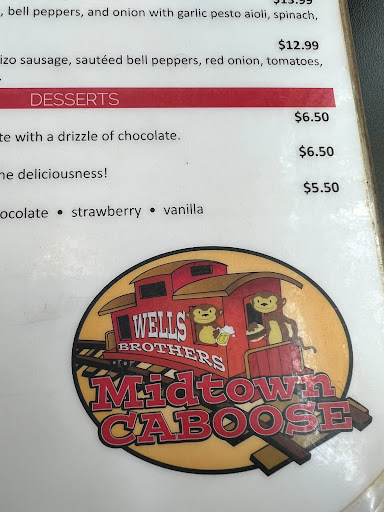 $13.99
, bell peppers, and onion with garlic pesto aioli, spinach,
$12.99
izo sausage, sautéed bell peppers, red onion, tomatoes,
DESSERTS
$6.50
te with a drizzle of chocolate.
$6.50
he deliciousness!
$5.50
ocolate • strawberry • vanilla
WELLS
BROTHERS
Midtown
CABOOSE